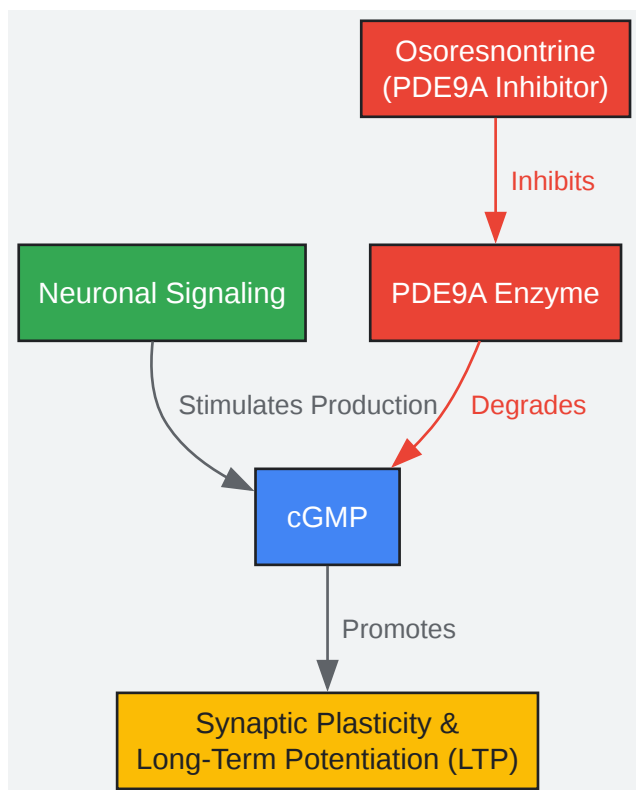 Osoresnontrine
(PDE9A Inhibitor)
Inhibits
Neuronal Signaling
PDE9A Enzyme
Stimulates Production
Degrades
cGMP
Promotes
Synaptic Plasticity &
Long-Term Potentiation (LTP)